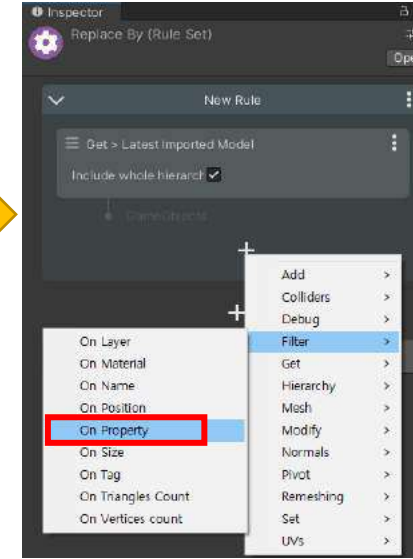 Inspector
Replace By (Rule Set)
Ope
New Rule
Get > Latest Imported Model
Include whole hierarch
GameObjects
Add
Colliders
Debug
Filter
Get
Hierarchy
Mesh
Modify
Normals
Pivot
Remeshing
Set
UVs
On Layer
On Material
On Name
On Position
On Property
On Size
On Tag
On Triangles Count
On Vertices count